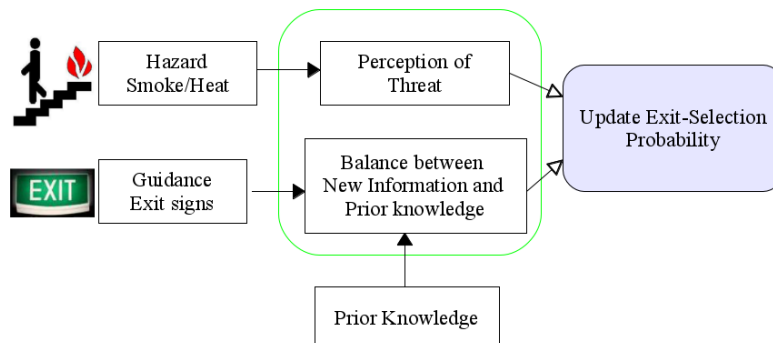 Hazard
Smoke/Heat
Perception of
Threat
Update Exit-Selection
Probability
EXIT
Guidance
Exit signs
Balance between
New Information and
Prior knowledge
Prior Knowledge